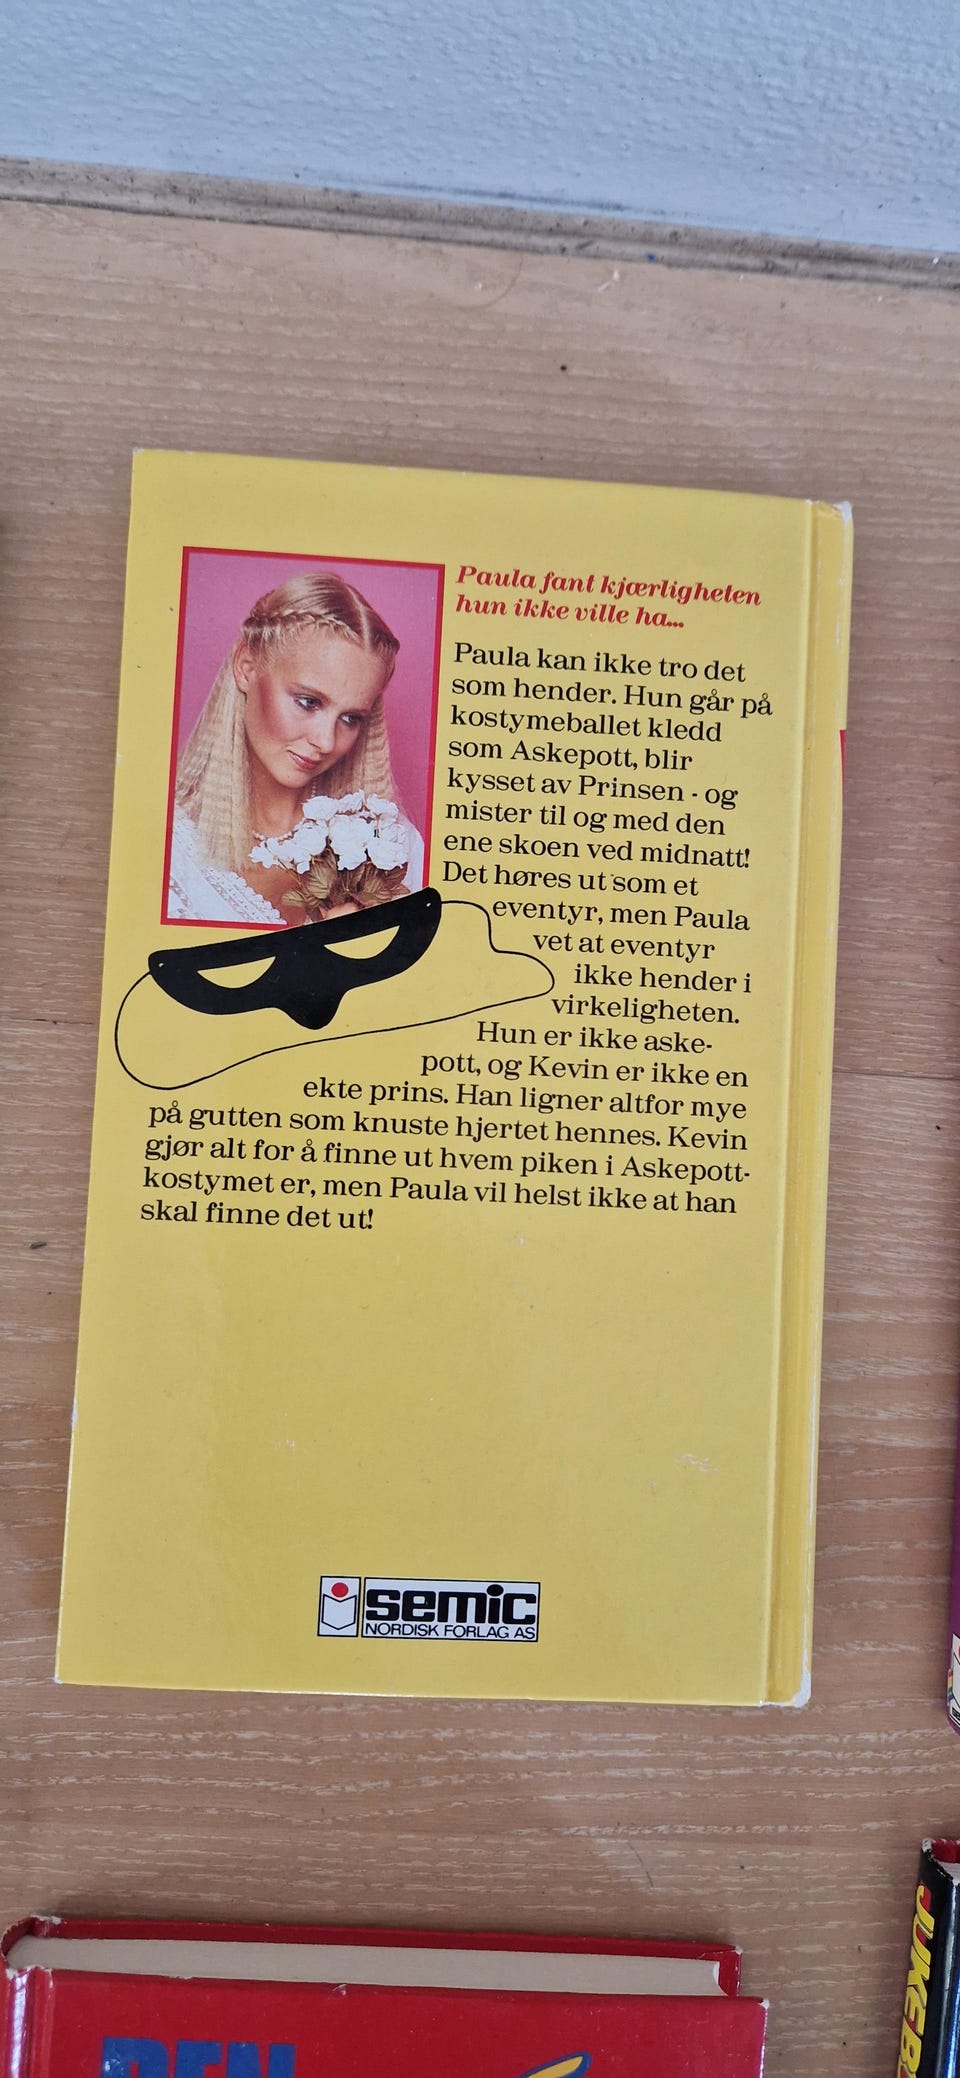 Paula fant kjærligheten
hun ikke ville ha...
Paula kan ikke tro det
som hender. Hun går på
kostymeballet kledd
som Askepott, blir
kysset av Prinsen - og
mister til og med den
ene skoen ved midnatt!
Det høres ut som et
eventyr, men Paula
vet at eventyr
ikke hender i
virkeligheten.
Hun er ikke aske-
pott, og Kevin er ikke en
ekte prins. Han ligner altfor mye
på gutten som knuste hjertet hennes. Kevin
gjør alt for å finne ut hvem piken i Askepott-
kostymet er, men Paula vil helst ikke at han
skal finne det ut!
semic
NORDISK FORLAG AS
DEN